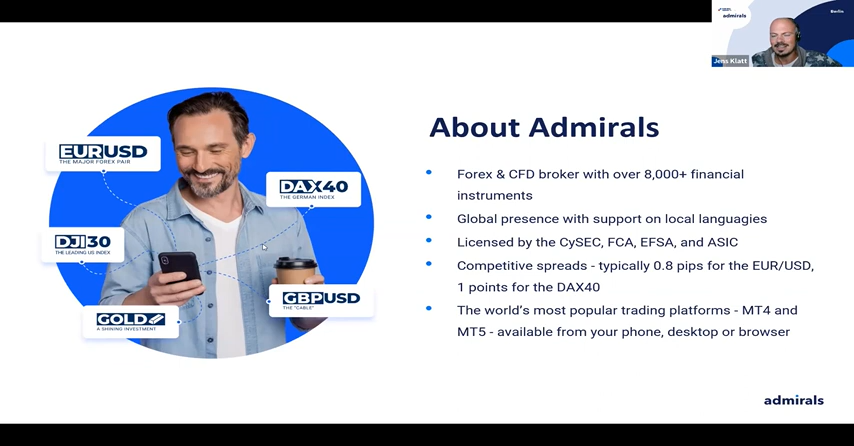 admirals
Berlin
Jens Klatt
About Admirals
EURUSD
THE MAJOR FOREX PAIR
DAX40
THE GERMAN INDEX
DJI30
THE LEADING US INDEX
GBPUSD
THE "CABLE"
GOLD
A SHINING INVESTMENT
Forex & CFD broker with over 8,000+ financial
instruments
Global presence with support on local languagies
Licensed by the CySEC, FCA, EFSA, and ASIC
Competitive spreads - typically 0.8 pips for the EUR/USD,
1 points for the DAX40
The world's most popular trading platforms - MT4 and
MT5 - available from your phone, desktop or browser
admirals